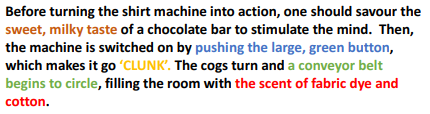 Before turning the shirt machine into action, one should savour the
sweet, milky taste of a chocolate bar to stimulate the mind.  Then,
the machine is switched on by pushing the large, green button,
which makes it go ‘CLUNK’. The cogs turn and a conveyor belt
begins to circle, filling the room with the scent of fabric dye and
cotton.